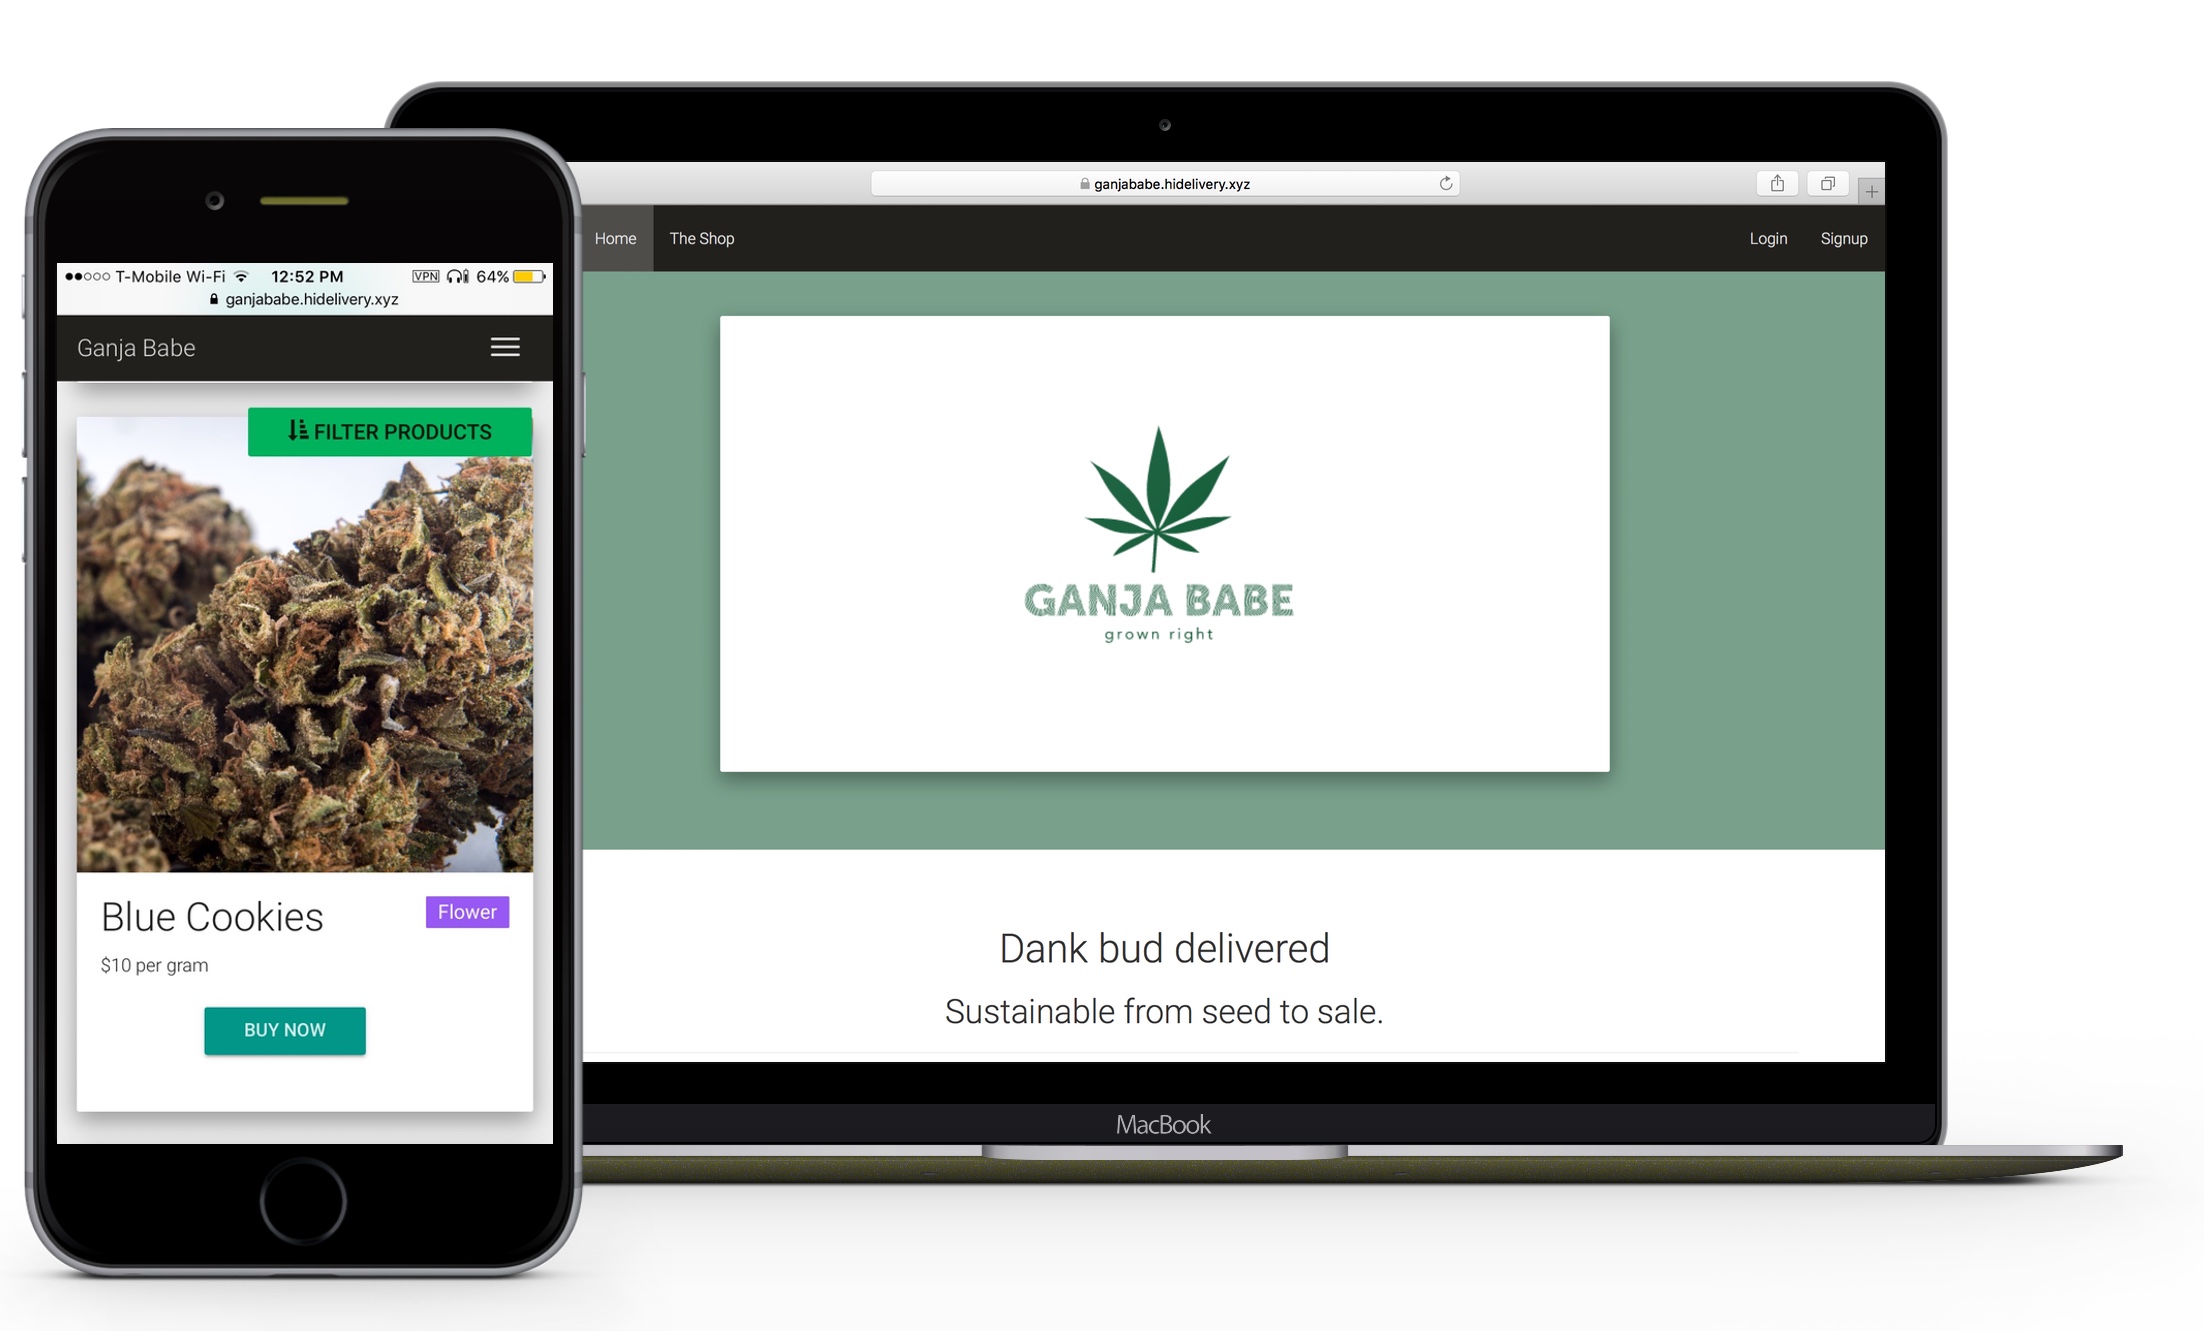 T-Mobile Wi-Fi 12:52 PM VPN 64%
ganjababe.hidelivery.xyz
Ganja Babe
FILTER PRODUCTS
Blue Cookies
Flower
$10 per gram
BUY NOW
ganjababe.hidelivery.xyz
Home The Shop Login Signup
GANJA BABE
grown right
Dank bud delivered
Sustainable from seed to sale.
MacBook